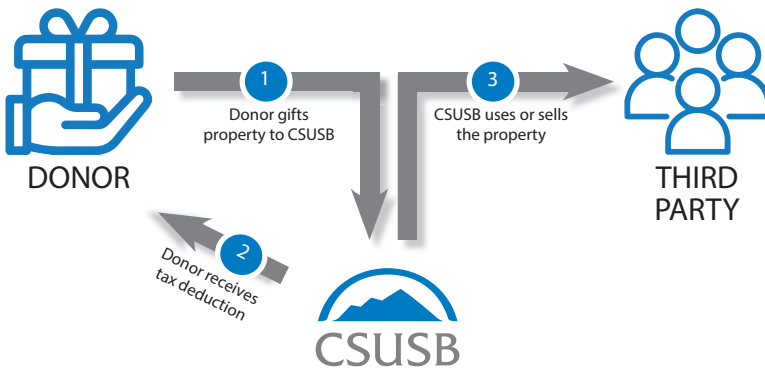 1
Donor gifts
property to CSUSB
3
CSUSB uses or sells
the property
DONOR
THIRD
PARTY
2
Donor receives
tax deduction
CSUSB